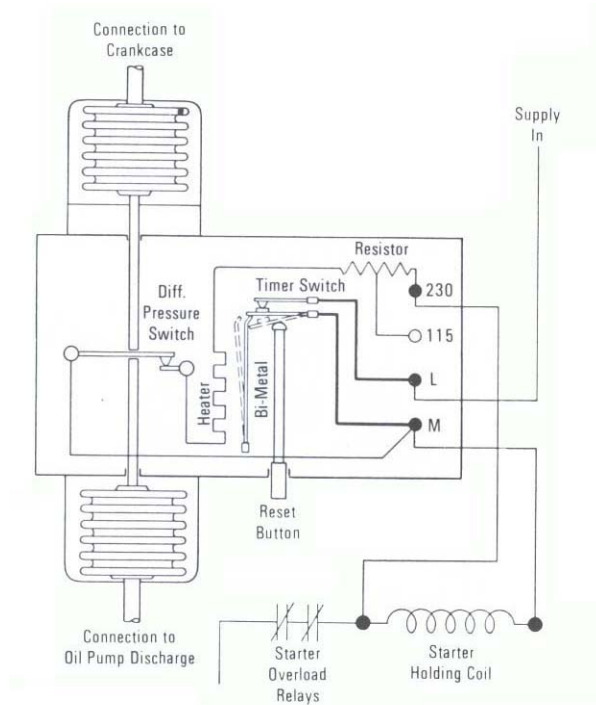 Connection to
Crankcase
Supply
In
Resistor
Timer Switch
230
Diff.
Pressure
Switch
115
L
Heater
Bi-Metal
M
Reset
Button
Connection to
Oil Pump Discharge
Starter
Overload
Relays
Starter
Holding Coil